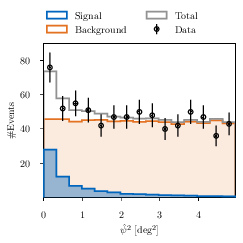 Signal
Background
Total
Data
#Events
80
60
40
20
0
1
2
3
4
ψ̂² [deg²]